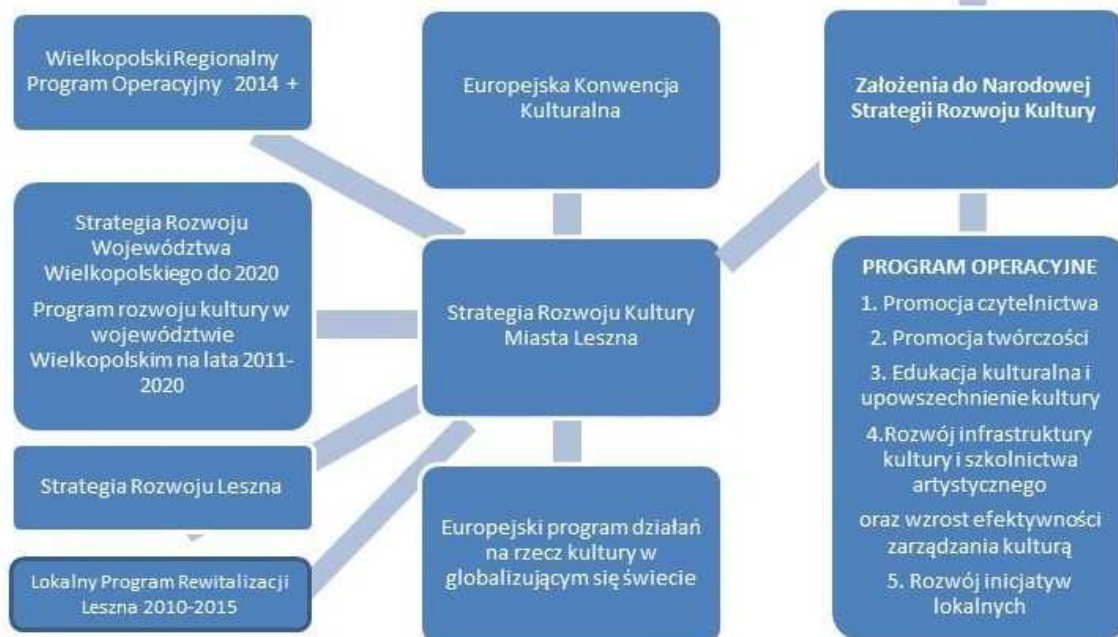 Wielkopolski Regionalny
Program Operacyjny 2014 +
Europejska Konwencja
Kulturalna
Założenia do Narodowej
Strategii Rozwoju Kultury
Strategia Rozwoju
Województwa
Wielkopolskiego do 2020
Program rozwoju kultury w
województwie
Wielkopolskim na lata 2011-
2020
Strategia Rozwoju Kultury
Miasta Leszna
PROGRAM OPERACYJNE
1. Promocja czytelnictwa
2. Promocja twórczości
3. Edukacja kulturalna i
upowszechnienie kultury
4.Rozwój infrastruktury
kultury i szkolnictwa
artystycznego
oraz wzrost efektywności
zarządzania kulturą
5. Rozwój inicjatyw
lokalnych
Strategia Rozwoju Leszna
Europejski program działań
na rzecz kultury w
globalizującym się świecie
Lokalny Program Rewitalizacji
Leszna 2010-2015